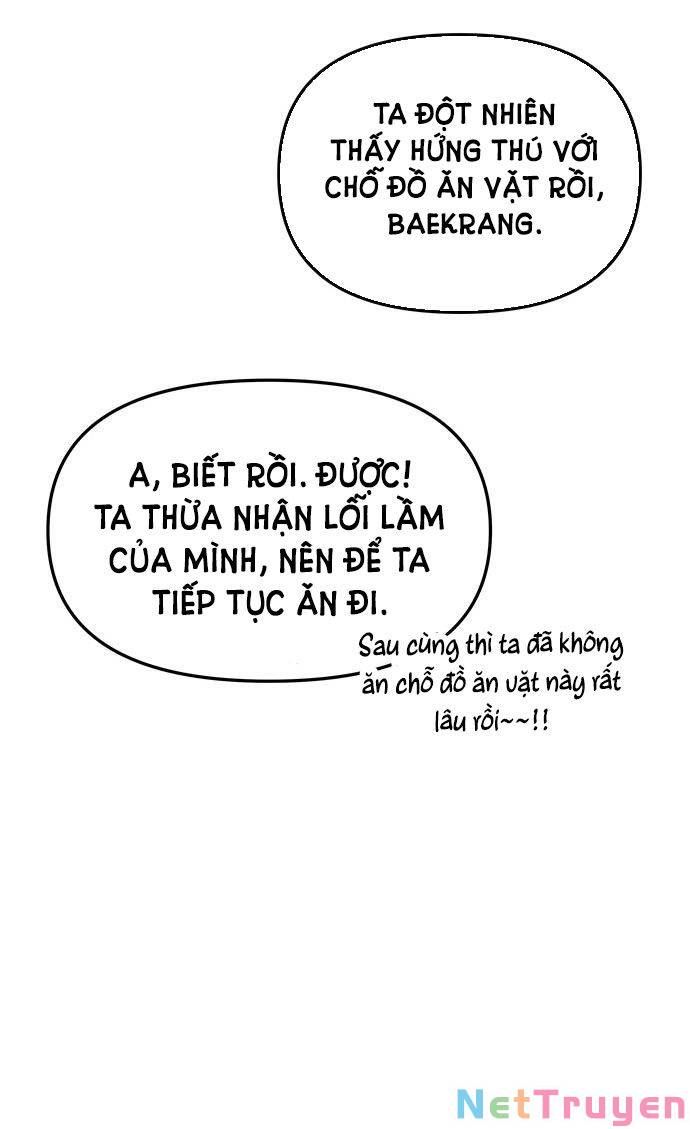 TA ĐỘT NHIÊN
THẤY HỨNG THÚ VỚI
CHỖ ĐỒ ĂN VẶT RỒI,
BAEKRANG.
A, BIẾT RỒI. ĐƯỢC!
TA THỪA NHẬN LỖI LẦM
CỦA MÌNH, NÊN ĐỂ TA
TIẾP TỤC ĂN ĐI.
Sau cùng thì ta đã không
ăn chỗ đồ ăn vặt này rất
lâu rồi~~!!
NetTruyen